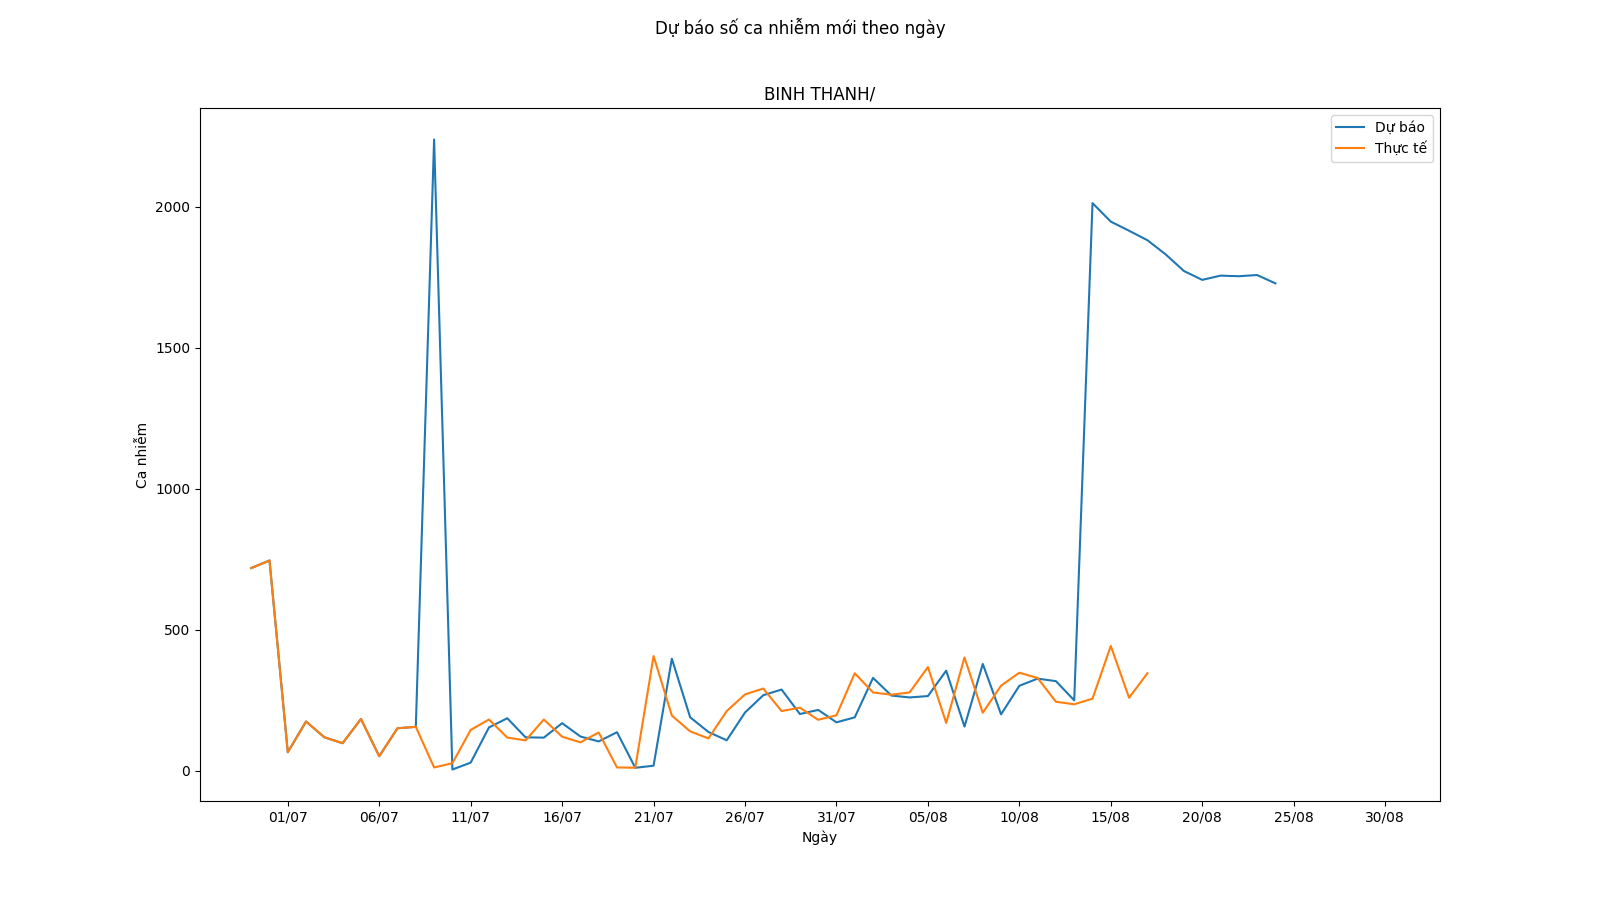 Dự báo số ca nhiễm mới theo ngày
BINH THANH/
Dự báo
Thực tế
Ca nhiễm
2000
1500
1000
500
0
01/07 06/07 11/07 16/07 21/07 26/07 31/07 05/08 10/08 15/08 20/08 25/08 30/08
Ngày